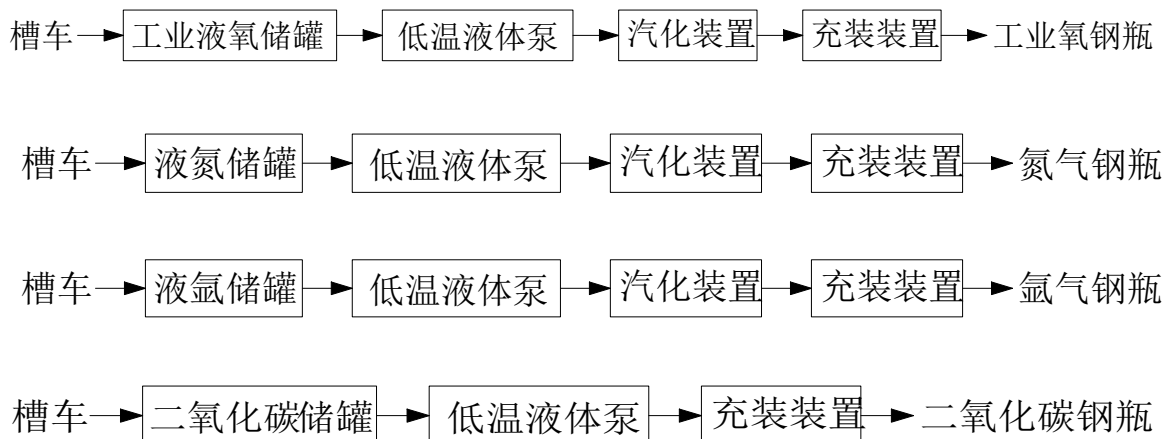 槽车 工业液氧储罐 低温液体泵 汽化装置 充装装置 工业氧钢瓶
槽车 液氮储罐 低温液体泵 汽化装置 充装装置 氮气钢瓶
槽车 液氩储罐 低温液体泵 汽化装置 充装装置 氩气钢瓶
槽车 二氧化碳储罐 低温液体泵 充装装置 二氧化碳钢瓶